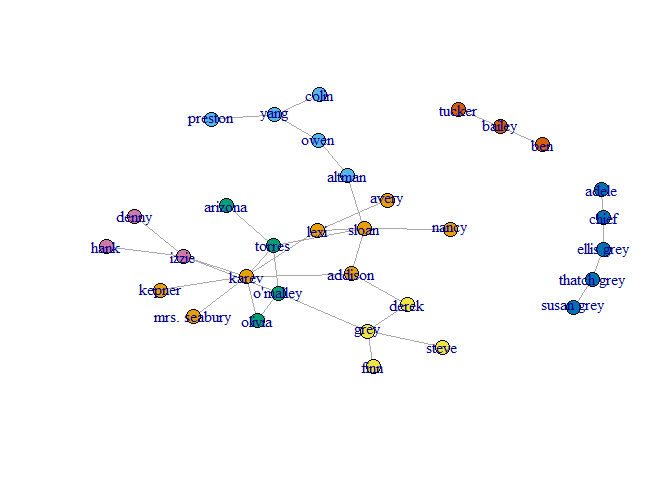 colin
preston
yang
tucker
bailey
owen
ben
altman
adele
avery
arizona
denny
chief
lexi
sloan
nancy
hank
torres
izzie
ellis grey
karev
addison
thatch grey
kepner
o'malley
derek
susan grey
mrs. seabury
olivia
grey
steve
finn